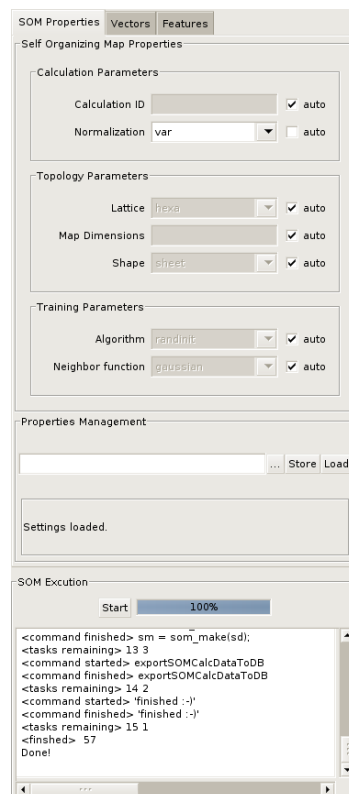 SOM Properties Vectors Features
Self Organizing Map Properties
Calculation Parameters
Calculation ID auto
Normalization var auto
Topology Parameters
Lattice hexa auto
Map Dimensions auto
Shape sheet auto
Training Parameters
Algorithm randinit auto
Neighbor function gaussian auto
Properties Management
... Store Load
Settings loaded.
SOM Excution
Start 100%
<command finished> sm = som_make(sd);
<tasks remaining> 13 3
<command started> exportSOMCalcDataToDB
<command finished> exportSOMCalcDataToDB
<tasks remaining> 14 2
<command started> 'finished :-)'
<command finished> 'finished :-)'
<tasks remaining> 15 1
<finshed> 57
Done!